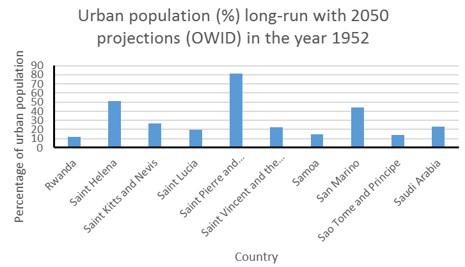 Urban population (%) long-run with 2050
projections (OWID) in the year 1952
Percentage of urban population
90
80
70
60
50
40
30
20
10
0
Rwanda
Saint Helena
Saint Kitts and Nevis
Saint Lucia
Saint Pierre and...
Saint Vincent and the...
Samoa
San Marino
Sao Tome and Principe
Saudi Arabia
Country